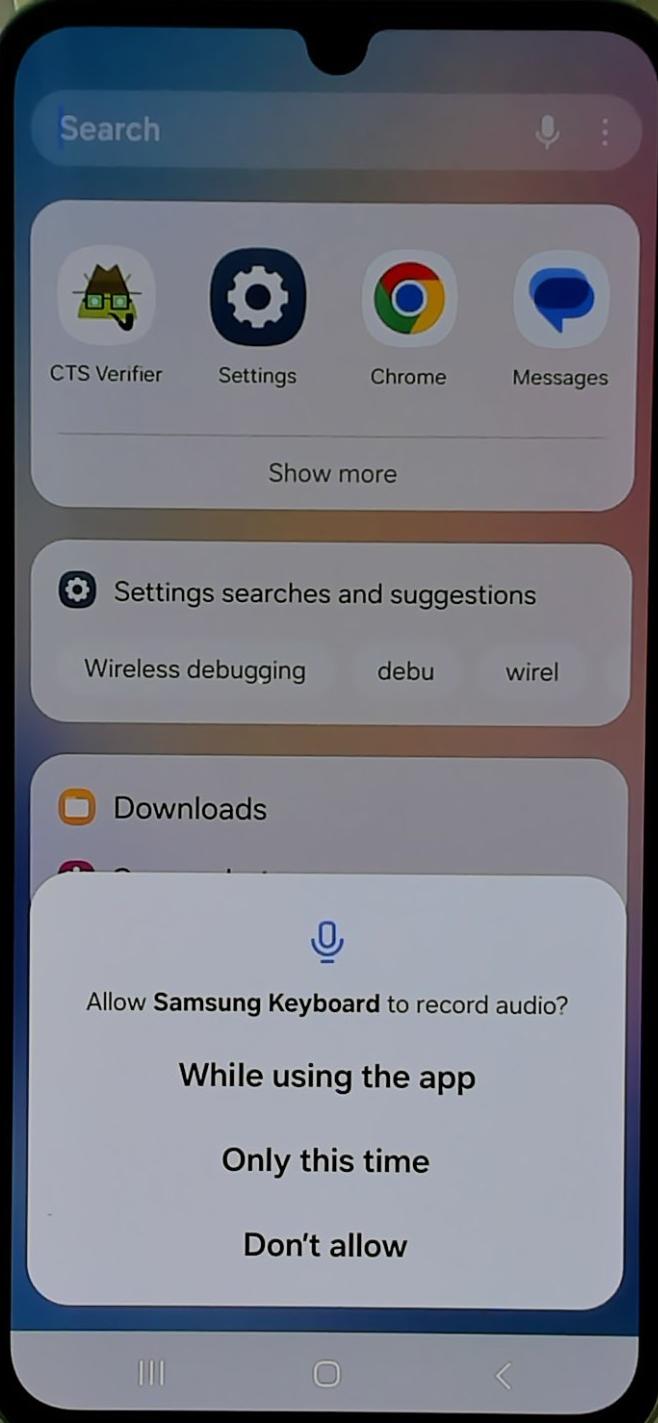 Search
CTS Verifier
Settings
Chrome
Messages
Show more
Settings searches and suggestions
Wireless debugging
debu
wirel
Downloads
Allow Samsung Keyboard to record audio?
While using the app
Only this time
Don't allow